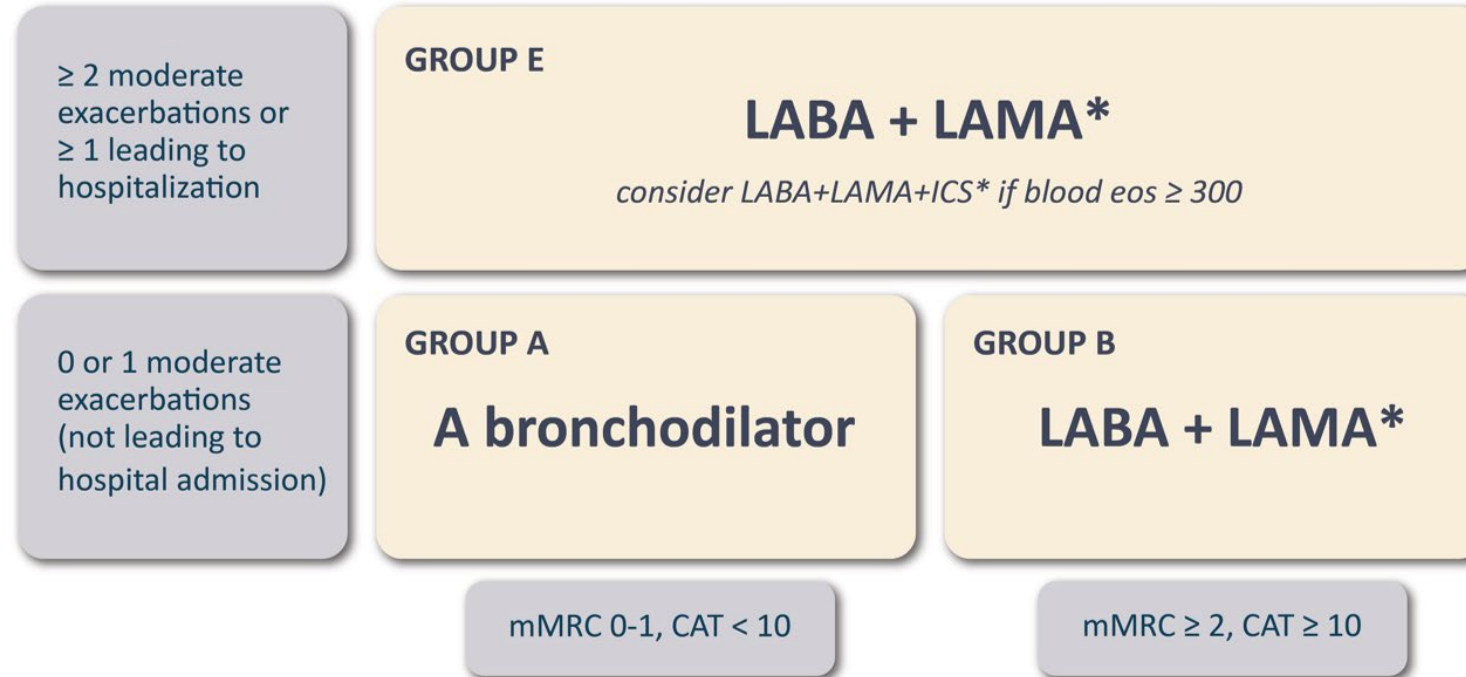 ≥ 2 moderate
exacerbations or
≥ 1 leading to
hospitalization
GROUP E
LABA + LAMA*
consider LABA+LAMA+ICS* if blood eos ≥ 300
0 or 1 moderate
exacerbations
(not leading to
hospital admission)
GROUP A
A bronchodilator
GROUP B
LABA + LAMA*
mMRC 0-1, CAT < 10
mMRC ≥ 2, CAT ≥ 10